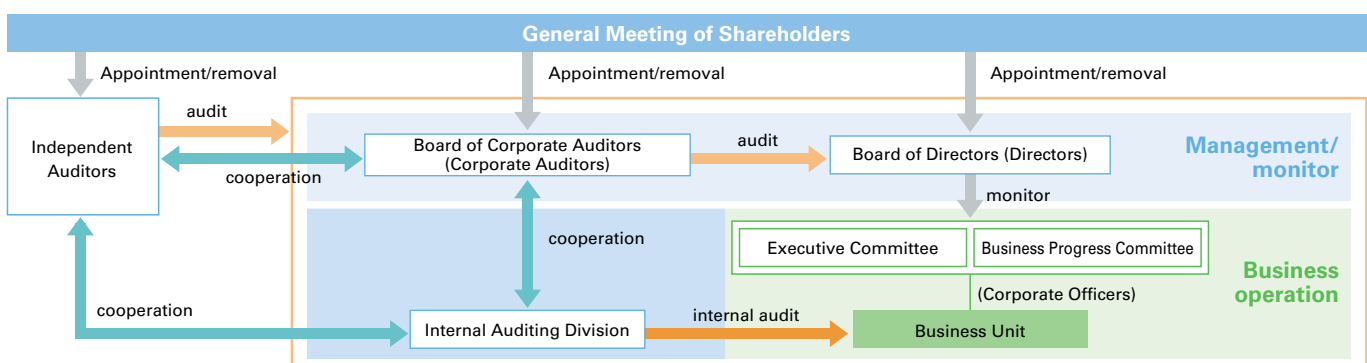 General Meeting of Shareholders
Appointment/removal
Appointment/removal
Appointment/removal
audit
Independent
Auditors
cooperation
Board of Corporate Auditors
(Corporate Auditors)
audit
Board of Directors (Directors)
Management/
monitor
monitor
cooperation
Executive Committee
Business Progress Committee
Business
operation
(Corporate Officers)
cooperation
Internal Auditing Division
internal audit
Business Unit